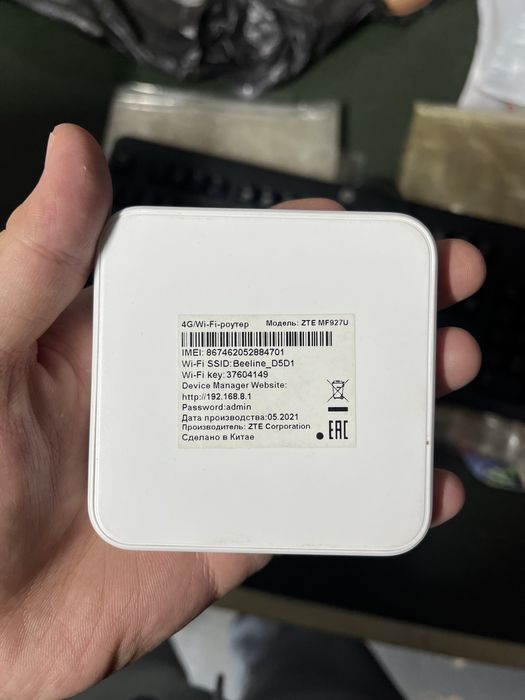 4G/Wi-Fi-роутер Модель: ZTE MF927U
IMEI: 867462052884701
Wi-Fi SSID:Beeline_D5D1
Wi-Fi key:37604149
Device Manager Website:
http://192.168.8.1
Password:admin
Дата производства:05.2021
Производитель: ZTE Corporation
Сделано в Китае
EAC